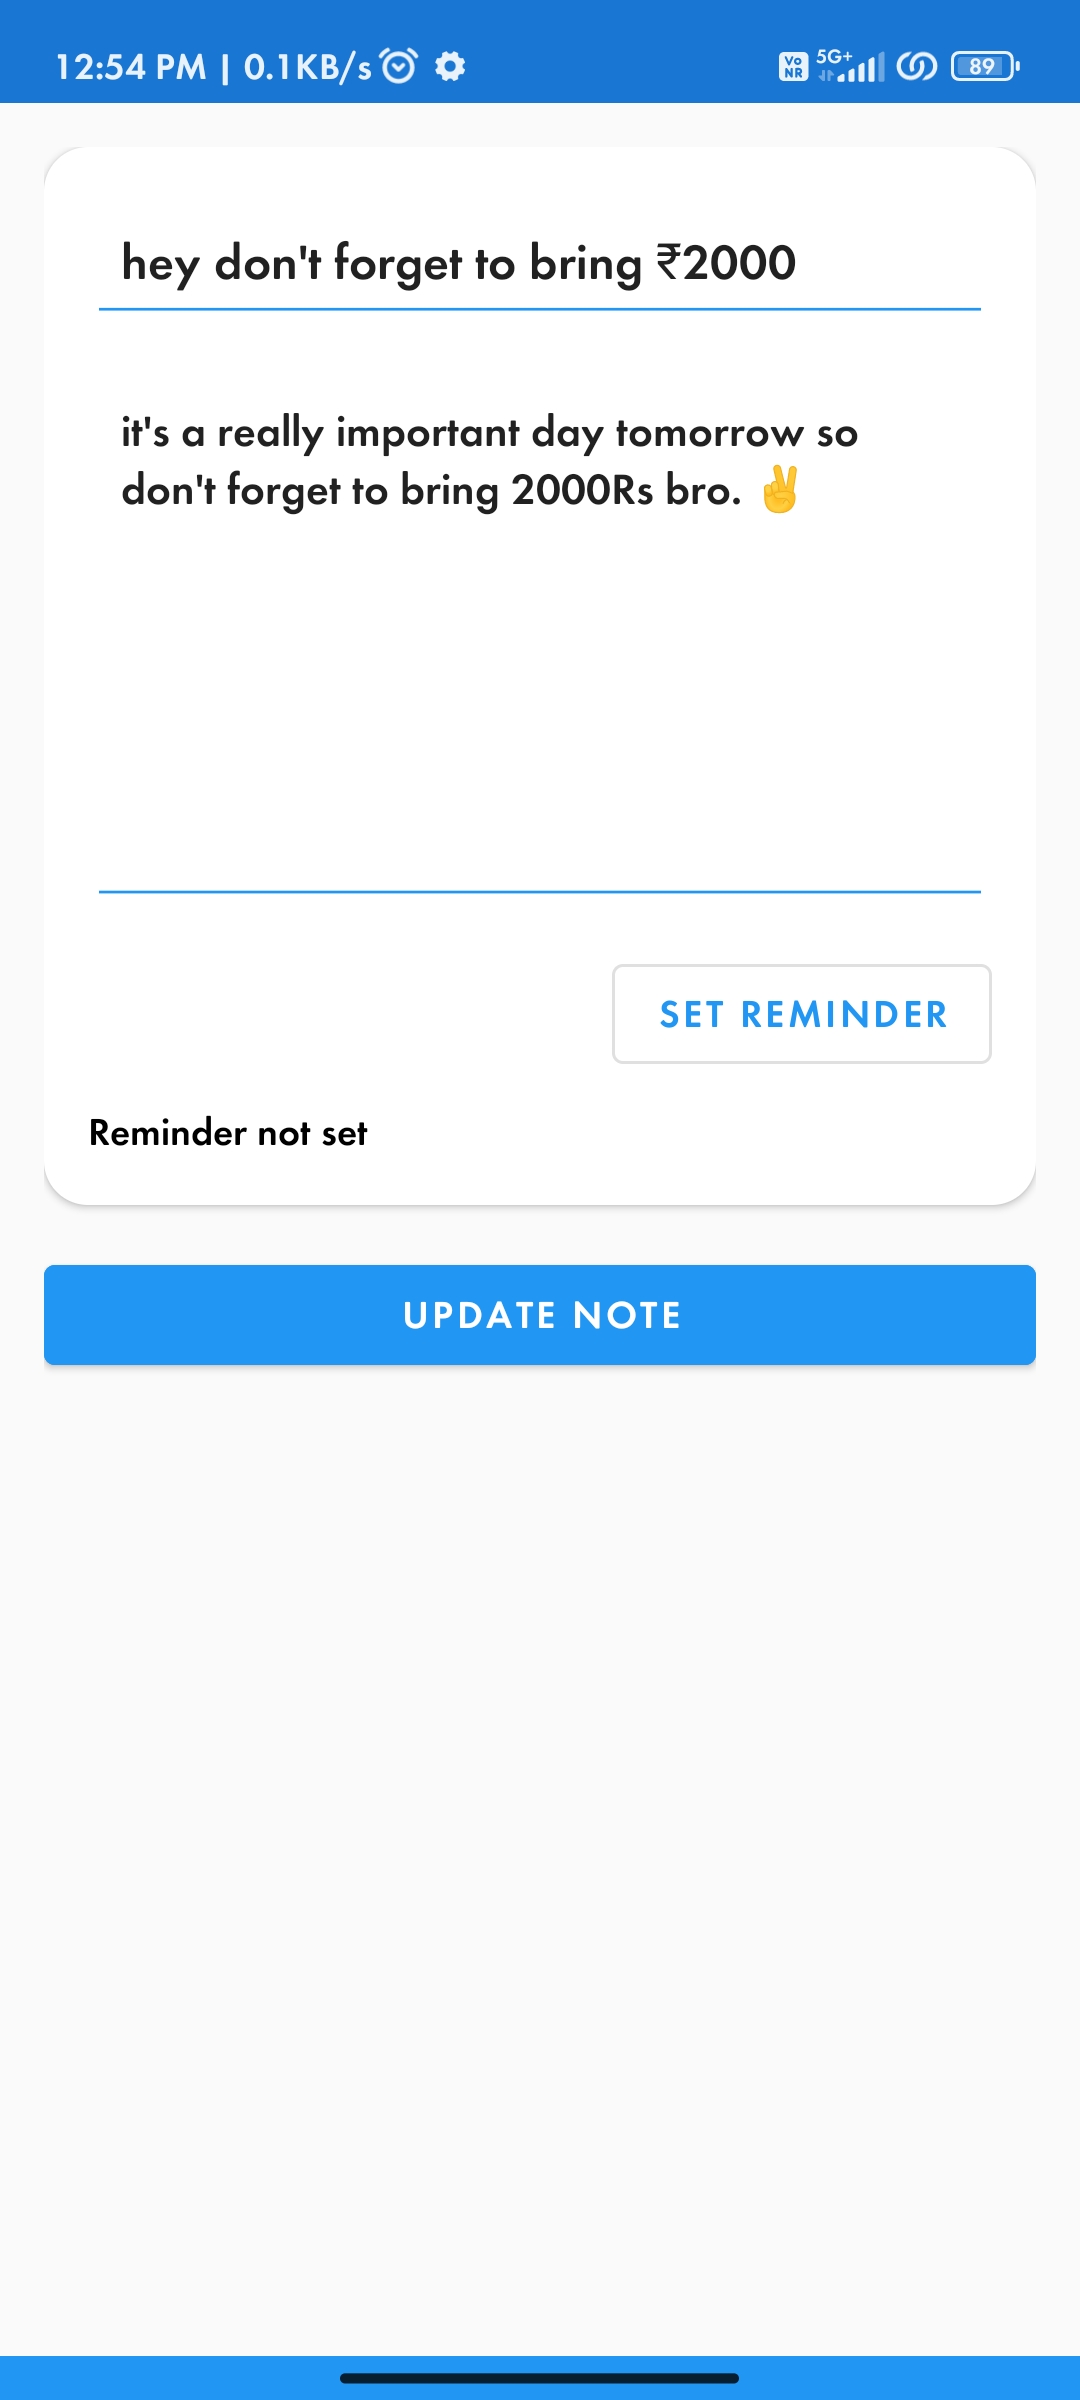 12:54 PM | 0.1KB/s
Vo NR 5G+ 89
hey don't forget to bring ₹2000
it's a really important day tomorrow so
don't forget to bring 2000Rs bro. ✌️
SET REMINDER
Reminder not set
UPDATE NOTE